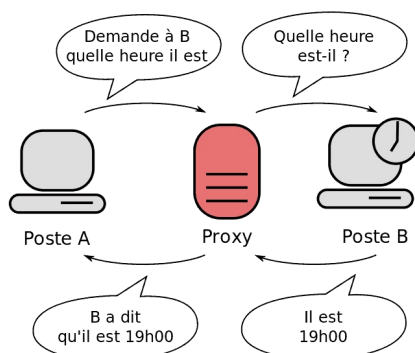 Demande à B
quelle heure il est
Quelle heure
est-il ?
Poste A
Proxy
Poste B
B a dit
qu'il est 19h00
Il est
19h00